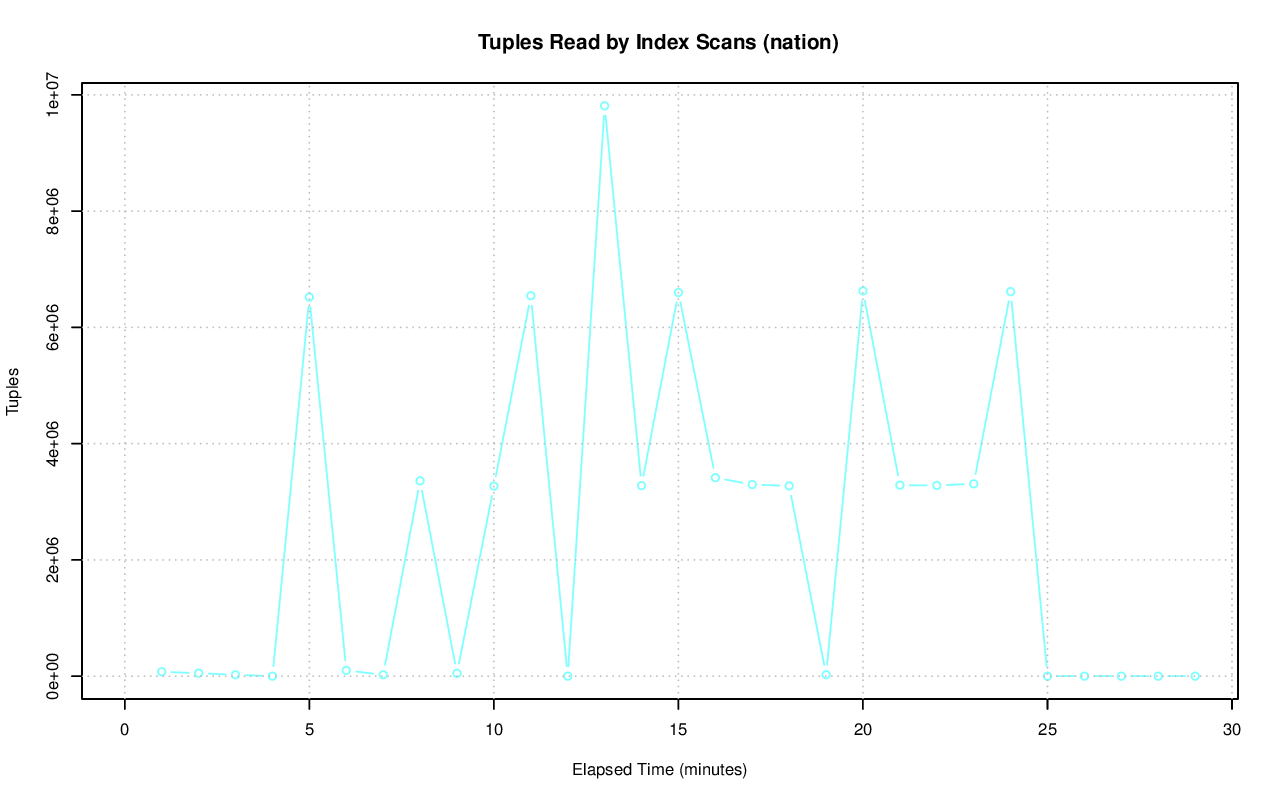 Tuples Read by Index Scans (nation)
1e+07
8e+06
6e+06
4e+06
2e+06
0e+00
Tuples
0 5 10 15 20 25 30
Elapsed Time (minutes)